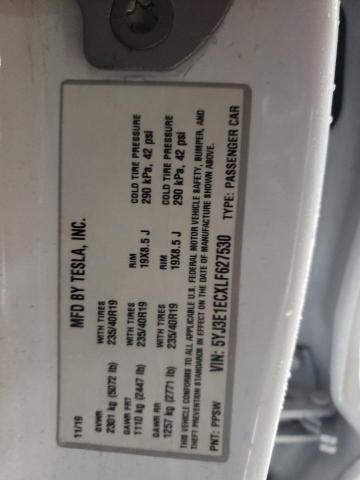 MFD BY TESLA, INC.
11/19
GVWR WITH TIRES RIM COLD TIRE PRESSURE
2301 kg (5072 lb) 235/40R19 19X8.5 J 290 kPa, 42 psi
GAWR FRT WITH TIRES RIM COLD TIRE PRESSURE
1110 kg (2447 lb) 235/40R19 19X8.5 J 290 kPa, 42 psi
GAWR RR WITH TIRES
1257 kg (2771 lb) 235/40R19
THIS VEHICLE CONFORMS TO ALL APPLICABLE U.S. FEDERAL MOTOR VEHICLE SAFETY, BUMPER, AND
THEFT PREVENTION STANDARDS IN EFFECT ON THE DATE OF MANUFACTURE SHOWN ABOVE.
PNT: PPSW VIN: 5YJ3E1ECXLF627530 TYPE: PASSENGER CAR